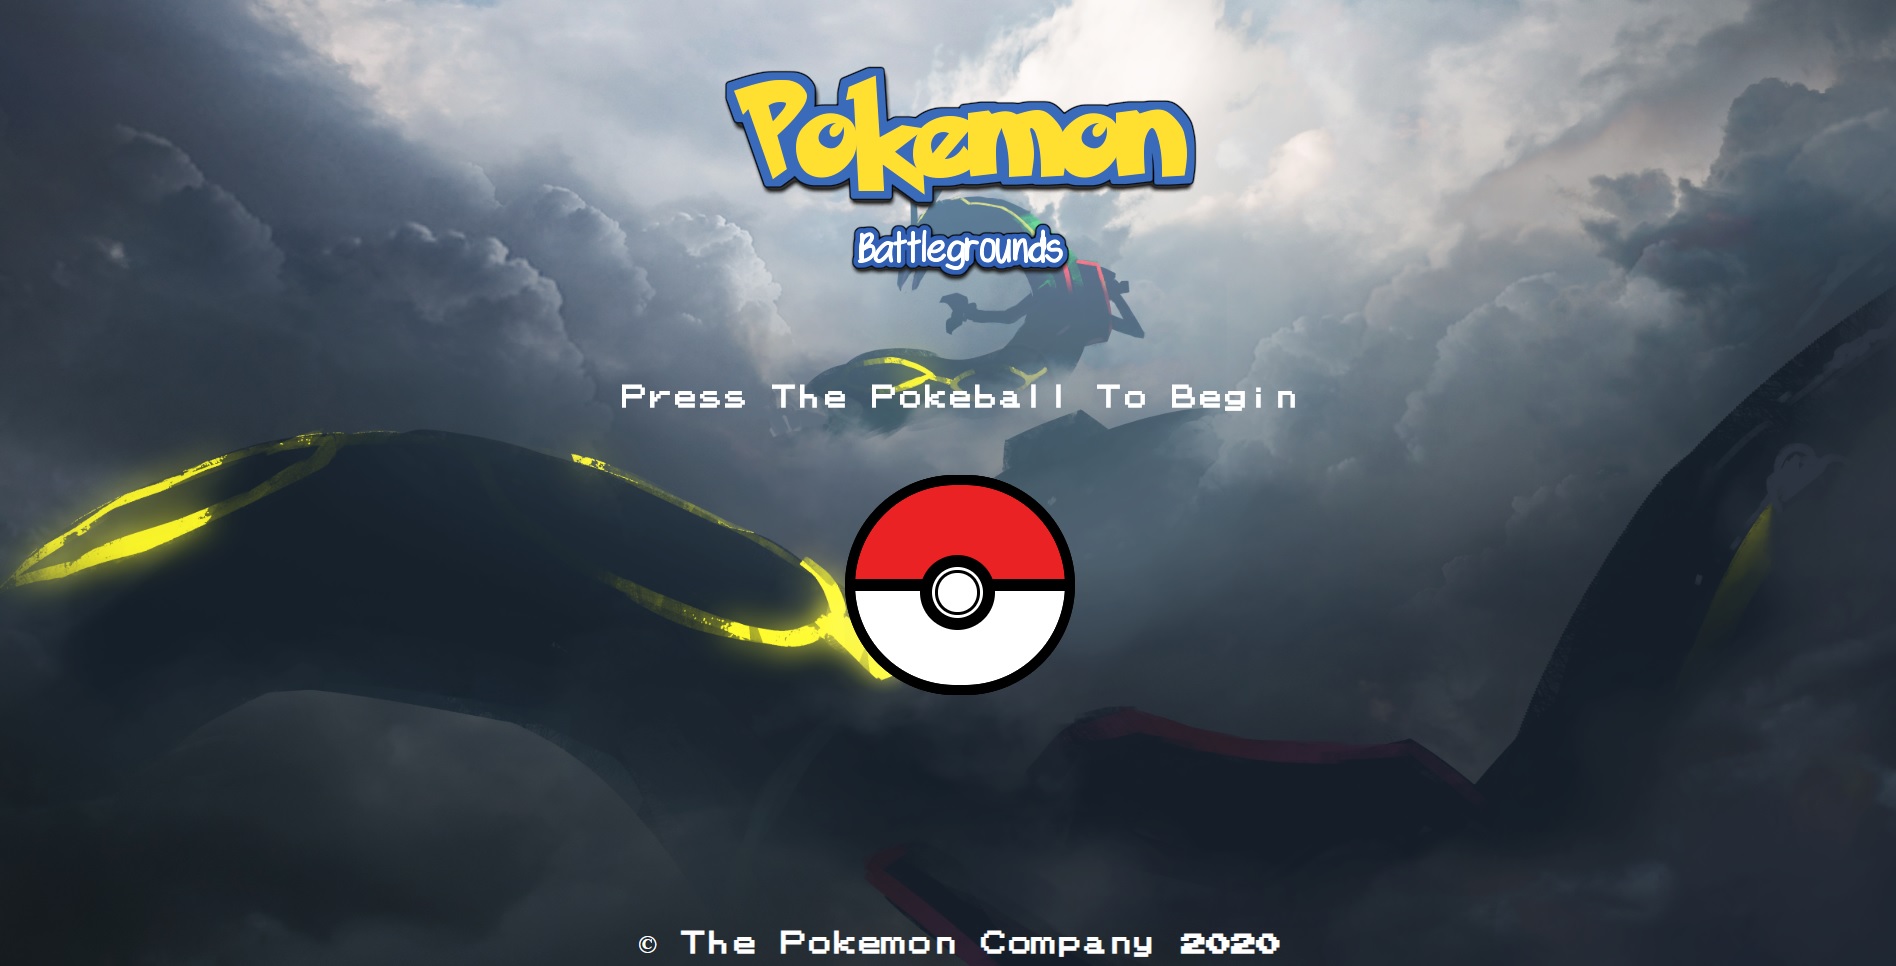 Pokemon
Battlegrounds
Press The Pokeball To Begin
© The Pokemon Company 2020